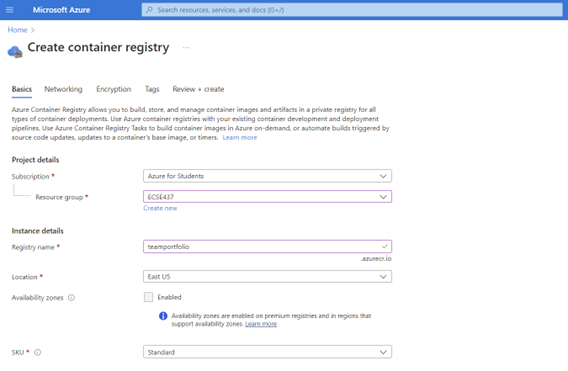 Microsoft Azure
Search resources, services, and docs (G+/)
Home
Create container registry
Basics Networking Encryption Tags Review + create
Azure Container Registry allows you to build, store, and manage container images and artifacts in a private registry for all
types of container deployments. Use Azure container registries with your existing container development and deployment
pipelines. Use Azure Container Registry Tasks to build container images in Azure on-demand, or automate builds triggered by
source code updates, updates to a container's base image, or timers. Learn more
Project details
Subscription * Azure for Students
Resource group * ECSE437
Create new
Instance details
Registry name * teamportfolio
.azurecr.io
Location * East US
Availability zones Enabled
Availability zones are enabled on premium registries and in regions that
support availability zones. Learn more
SKU * Standard